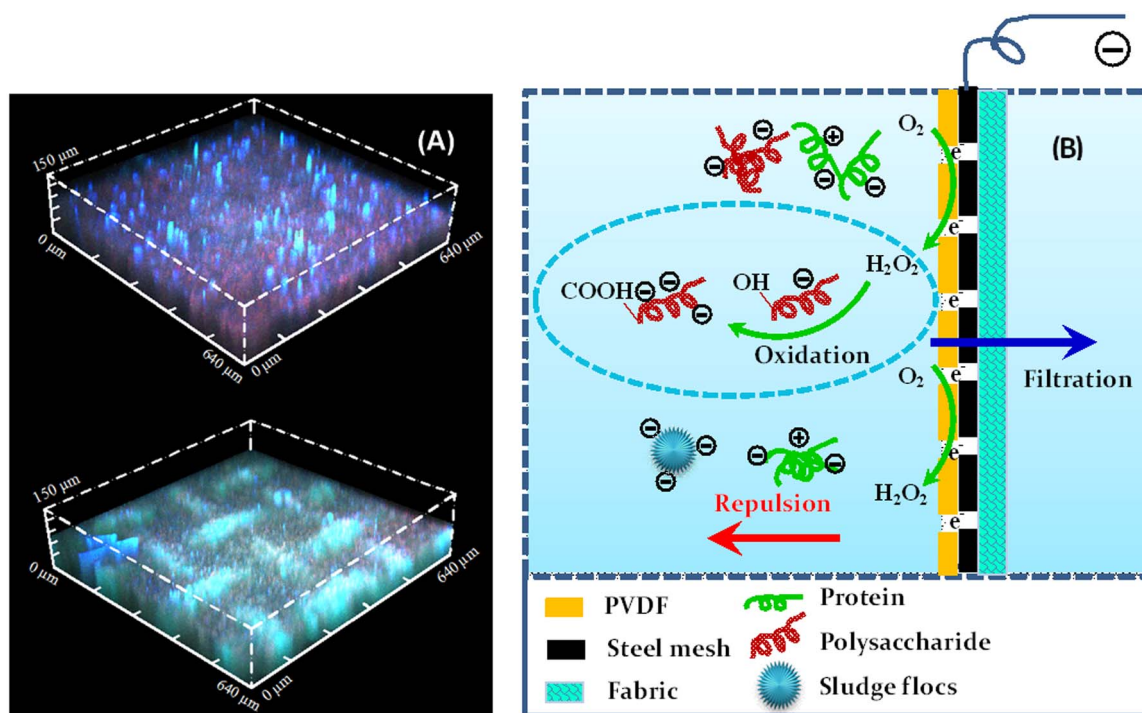 (A)
150 µm
0 µm
640 µm
640 µm
0 µm
150 µm
0 µm
640 µm
640 µm
0 µm
⊖
(B)
⊖ ⊕ O₂
⊖ ⊖ ⊖
e⁻
e⁻
H₂O₂
COOH ⊖ ⊖ ⊖
OH ⊖
e⁻
Oxidation
Filtration
O₂
e⁻
⊖ ⊖ ⊖
⊖ ⊕ ⊖
e⁻
H₂O₂
Repulsion
e⁻
PVDF
Protein
Steel mesh
Polysaccharide
Fabric
Sludge flocs